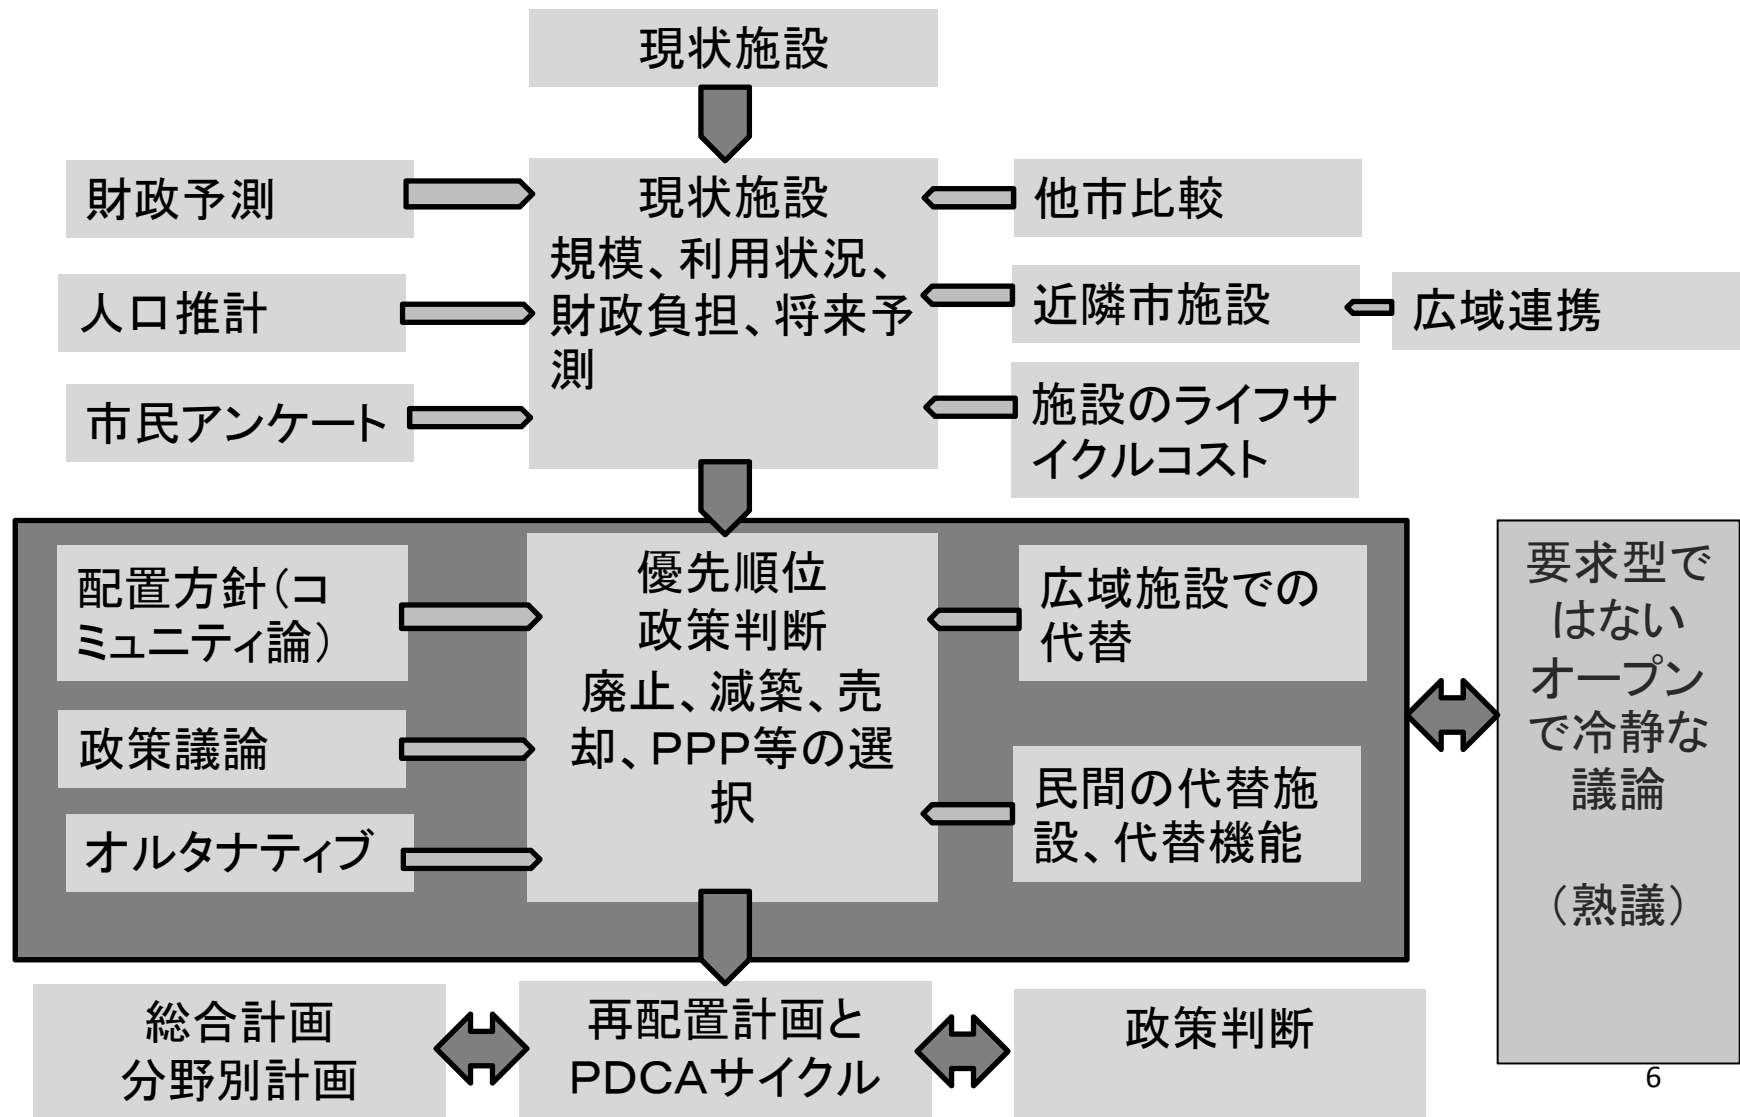 現状施設
財政予測
人口推計
市民アンケート
現状施設
規模、利用状況、
財政負担、将来予
測
他市比較
近隣市施設
広域連携
施設のライフサ
イクルコスト
配置方針(コ
ミュニティ論)
政策議論
オルタナティブ
優先順位
政策判断
廃止、減築、売
却、PPP等の選
択
広域施設での
代替
民間の代替施
設、代替機能
要求型で
はない
オープン
で冷静な
議論
(熟議)
総合計画
分野別計画
再配置計画と
PDCAサイクル
政策判断
6